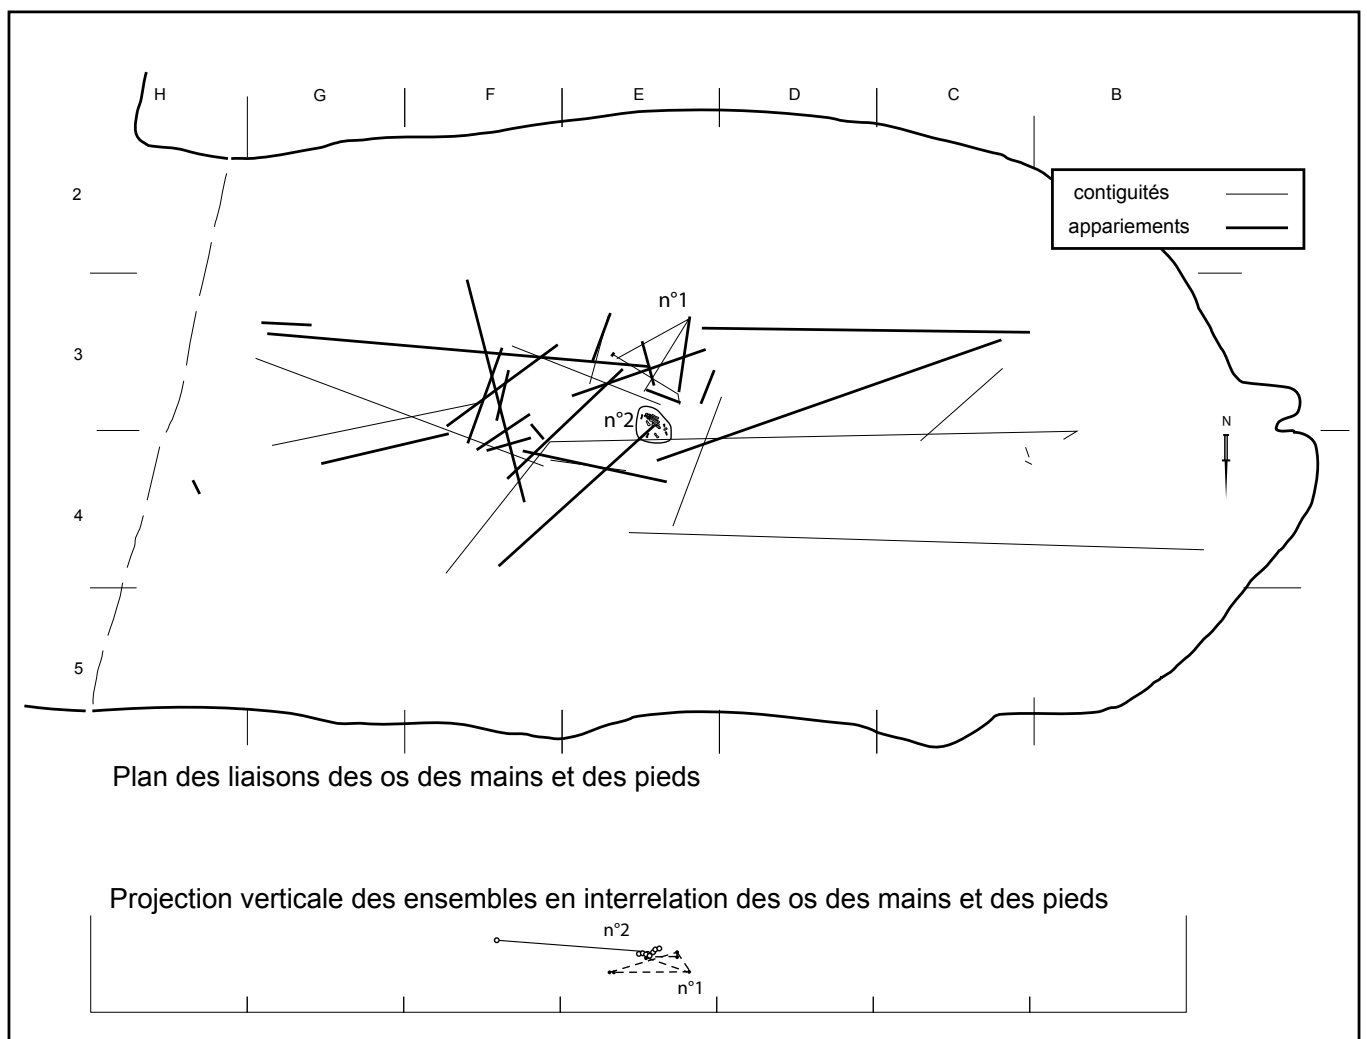 H G F E D C B
2
contiguités
appariements
n°1
3
n°2
N
4
5
Plan des liaisons des os des mains et des pieds
Projection verticale des ensembles en interrelation des os des mains et des pieds
n°2
n°1